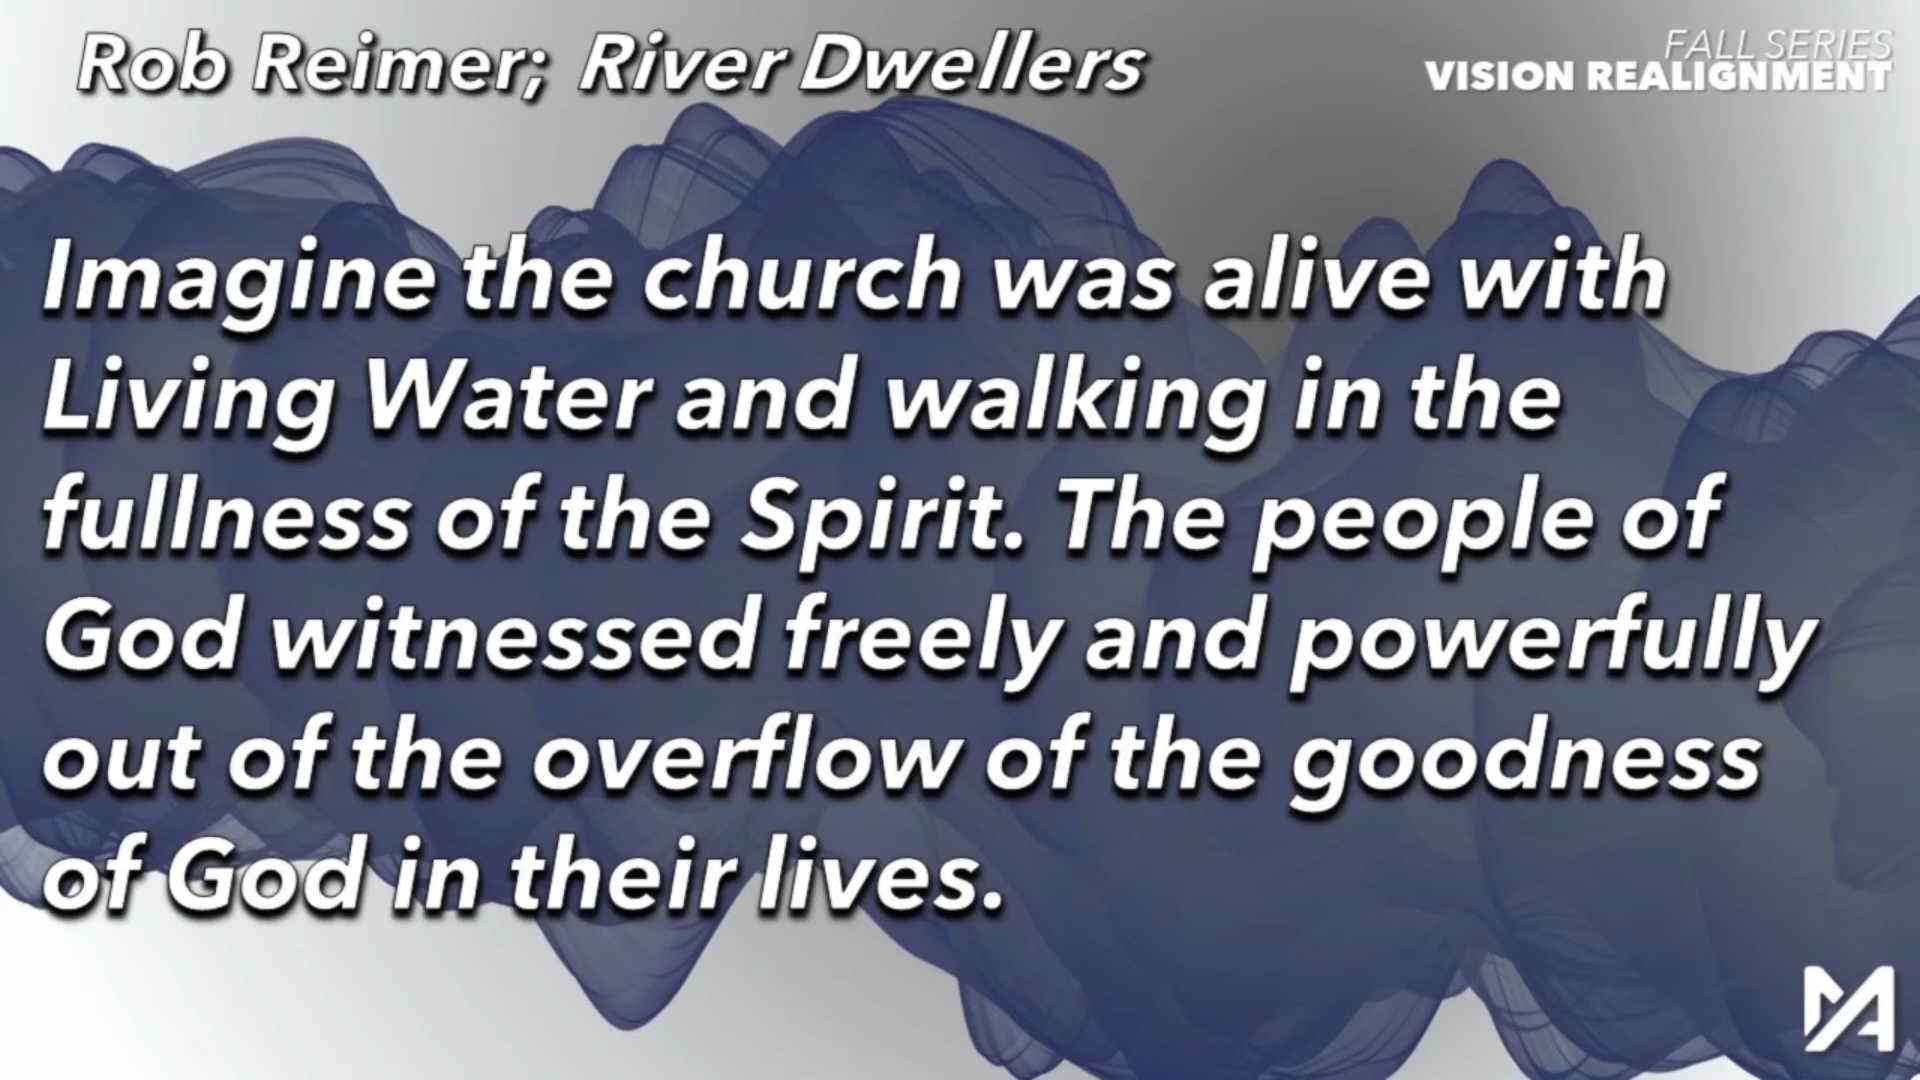 Rob Reimer; River Dwellers
FALL SERIES
VISION REALIGNMENT
Imagine the church was alive with
Living Water and walking in the
fullness of the Spirit. The people of
God witnessed freely and powerfully
out of the overflow of the goodness
of God in their lives.
MA